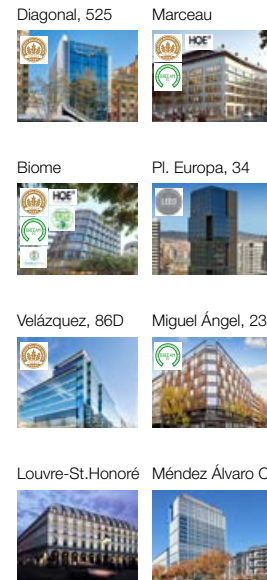 Diagonal, 525
Marceau
HQE
Biome
HQE
Pl. Europa, 34
LEED
Velázquez, 86D
Miguel Ángel, 23
Louvre-St.Honoré
Méndez Álvaro